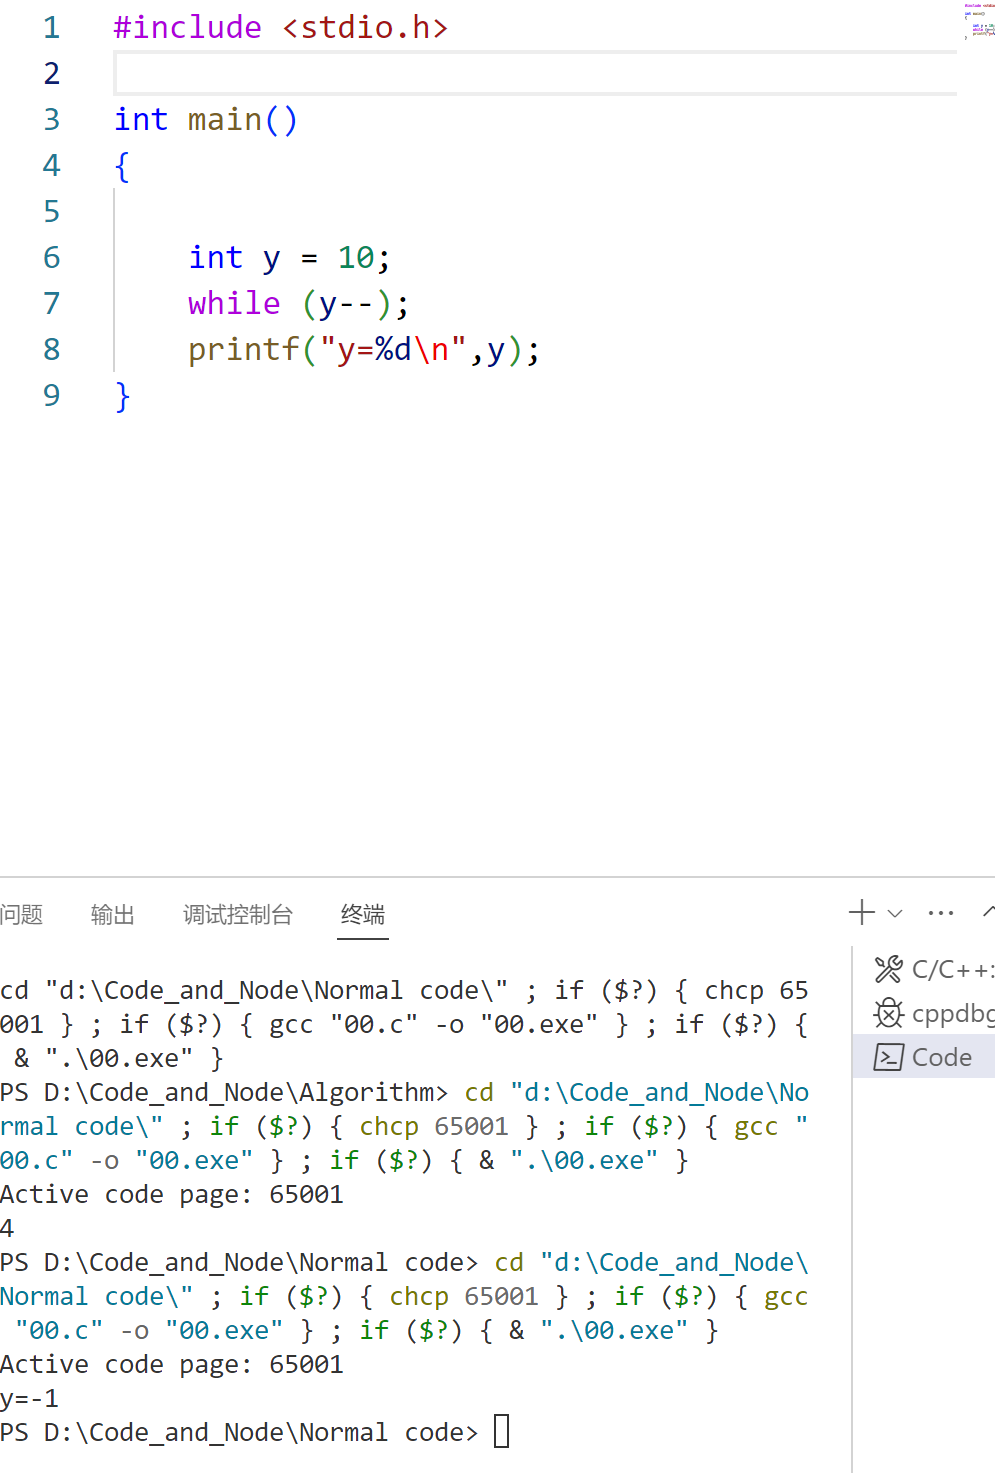 1 #include <stdio.h>
2
3 int main()
4 {
5
6 int y = 10;
7 while (y--);
8 printf("y=%d\n",y);
9 }
问题 输出 调试控制台 终端
cd "d:\Code_and_Node\Normal code\" ; if ($?) { chcp 65
001 } ; if ($?) { gcc "00.c" -o "00.exe" } ; if ($?) {
& ".\00.exe" }
PS D:\Code_and_Node\Algorithm> cd "d:\Code_and_Node\No
rmal code\" ; if ($?) { chcp 65001 } ; if ($?) { gcc "
00.c" -o "00.exe" } ; if ($?) { & ".\00.exe" }
Active code page: 65001
4
PS D:\Code_and_Node\Normal code> cd "d:\Code_and_Node\
Normal code\" ; if ($?) { chcp 65001 } ; if ($?) { gcc
"00.c" -o "00.exe" } ; if ($?) { & ".\00.exe" }
Active code page: 65001
y=-1
PS D:\Code_and_Node\Normal code>
C/C++:
cppdbg
Code